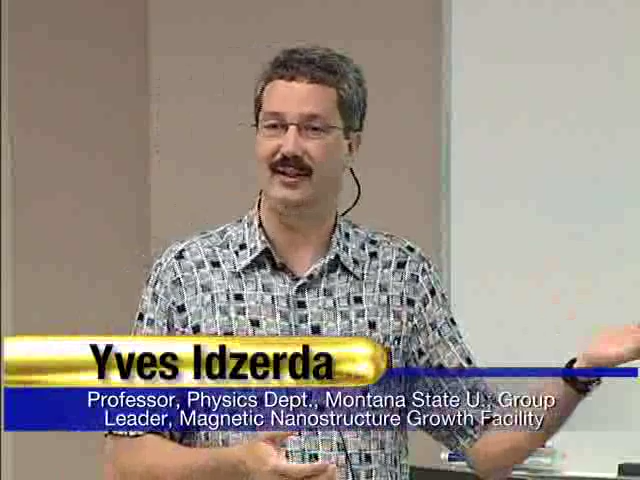 Yves Idzerda
Professor, Physics Dept., Montana State U., Group
Leader, Magnetic Nanostructure Growth Facility